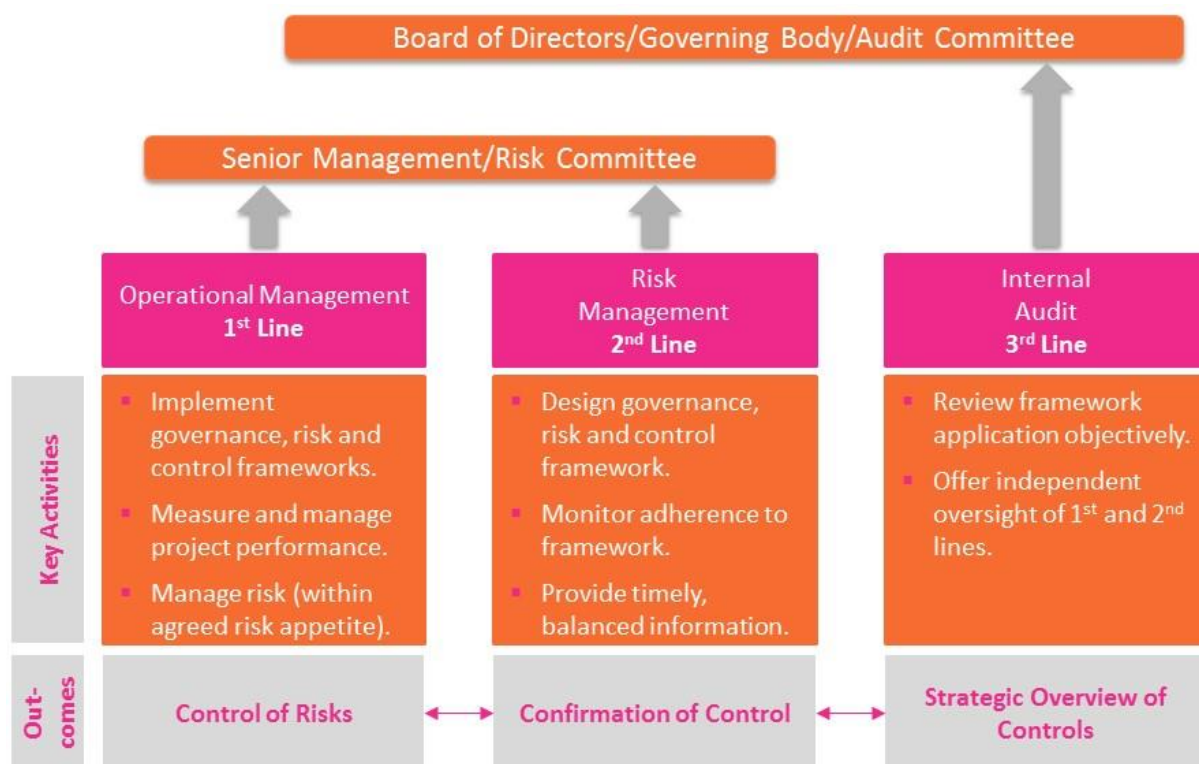 Board of Directors/Governing Body/Audit Committee
Senior Management/Risk Committee
Operational Management
1st Line
Risk
Management
2nd Line
Internal
Audit
3rd Line
Key Activities
▪ Implement
governance, risk and
control frameworks.
▪ Measure and manage
project performance.
▪ Manage risk (within
agreed risk appetite).
▪ Design governance,
risk and control
framework.
▪ Monitor adherence to
framework.
▪ Provide timely,
balanced information.
▪ Review framework
application objectively.
▪ Offer independent
oversight of 1st and 2nd
lines.
Out-
comes
Control of Risks
Confirmation of Control
Strategic Overview of
Controls